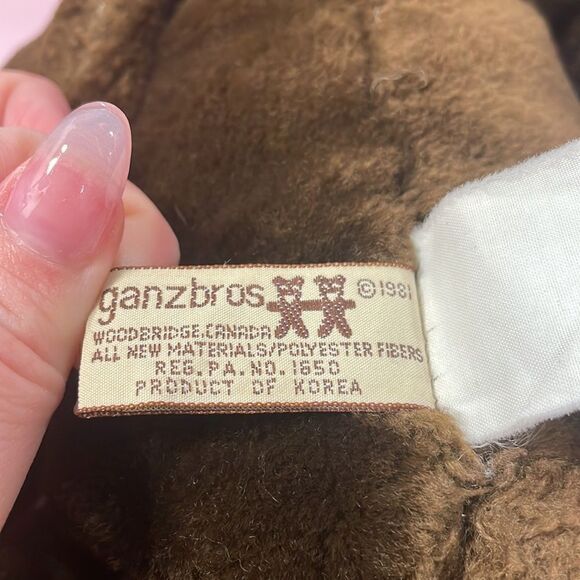 ganzbros ©1981
WOODBRIDGE,CANADA
ALL NEW MATERIALS/POLYESTER FIBERS
REG.PA.NO.1650
PRODUCT OF KOREA